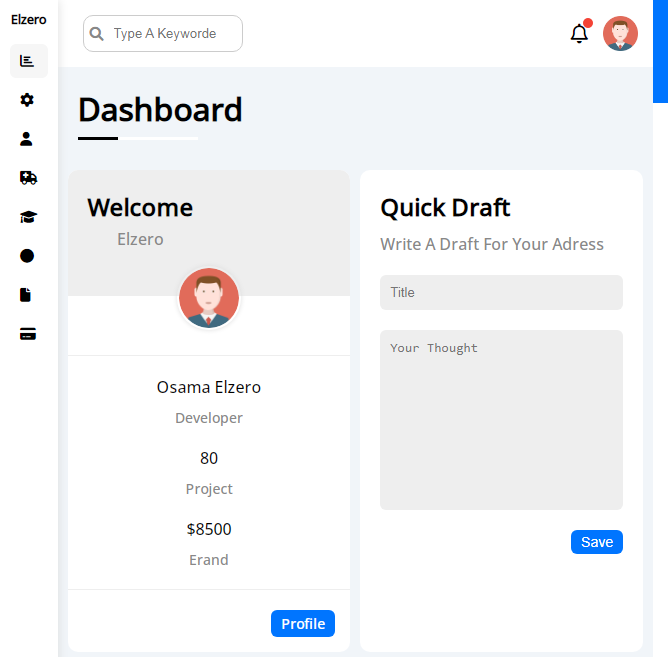 Elzero
Type A Keyworde
Dashboard
Welcome
Elzero
Osama Elzero
Developer
80
Project
$8500
Erand
Profile
Quick Draft
Write A Draft For Your Adress
Title
Your Thought
Save